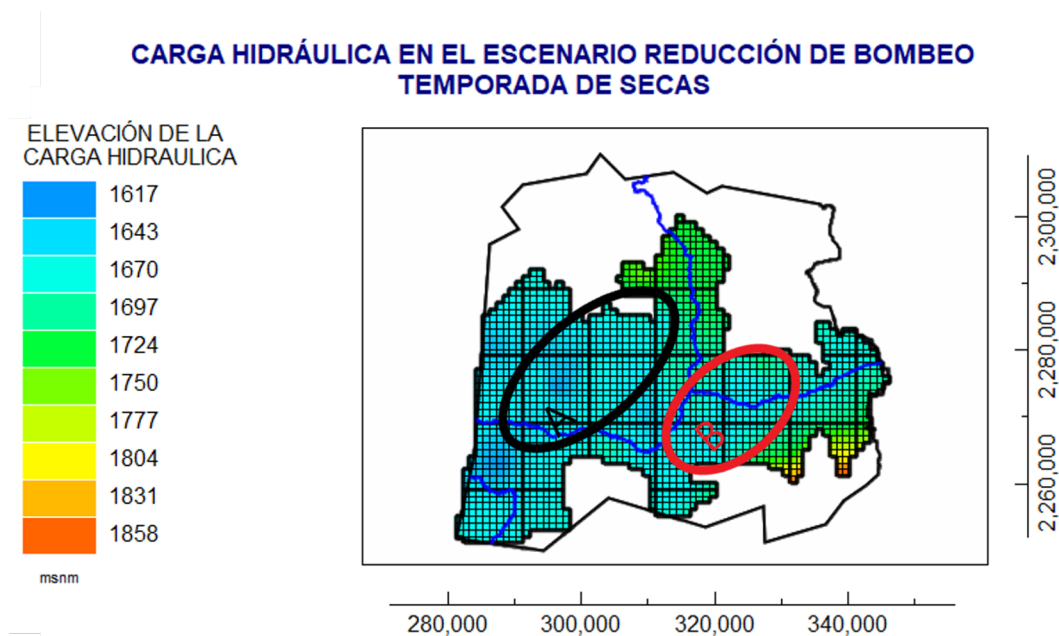 CARGA HIDRÁULICA EN EL ESCENARIO REDUCCIÓN DE BOMBEO
TEMPORADA DE SECAS
ELEVACIÓN DE LA
CARGA HIDRAULICA
1617
1643
1670
1697
1724
1750
1777
1804
1831
1858
msnm
A
B
2,300,000
2,280,000
2,260,000
280,000
300,000
320,000
340,000